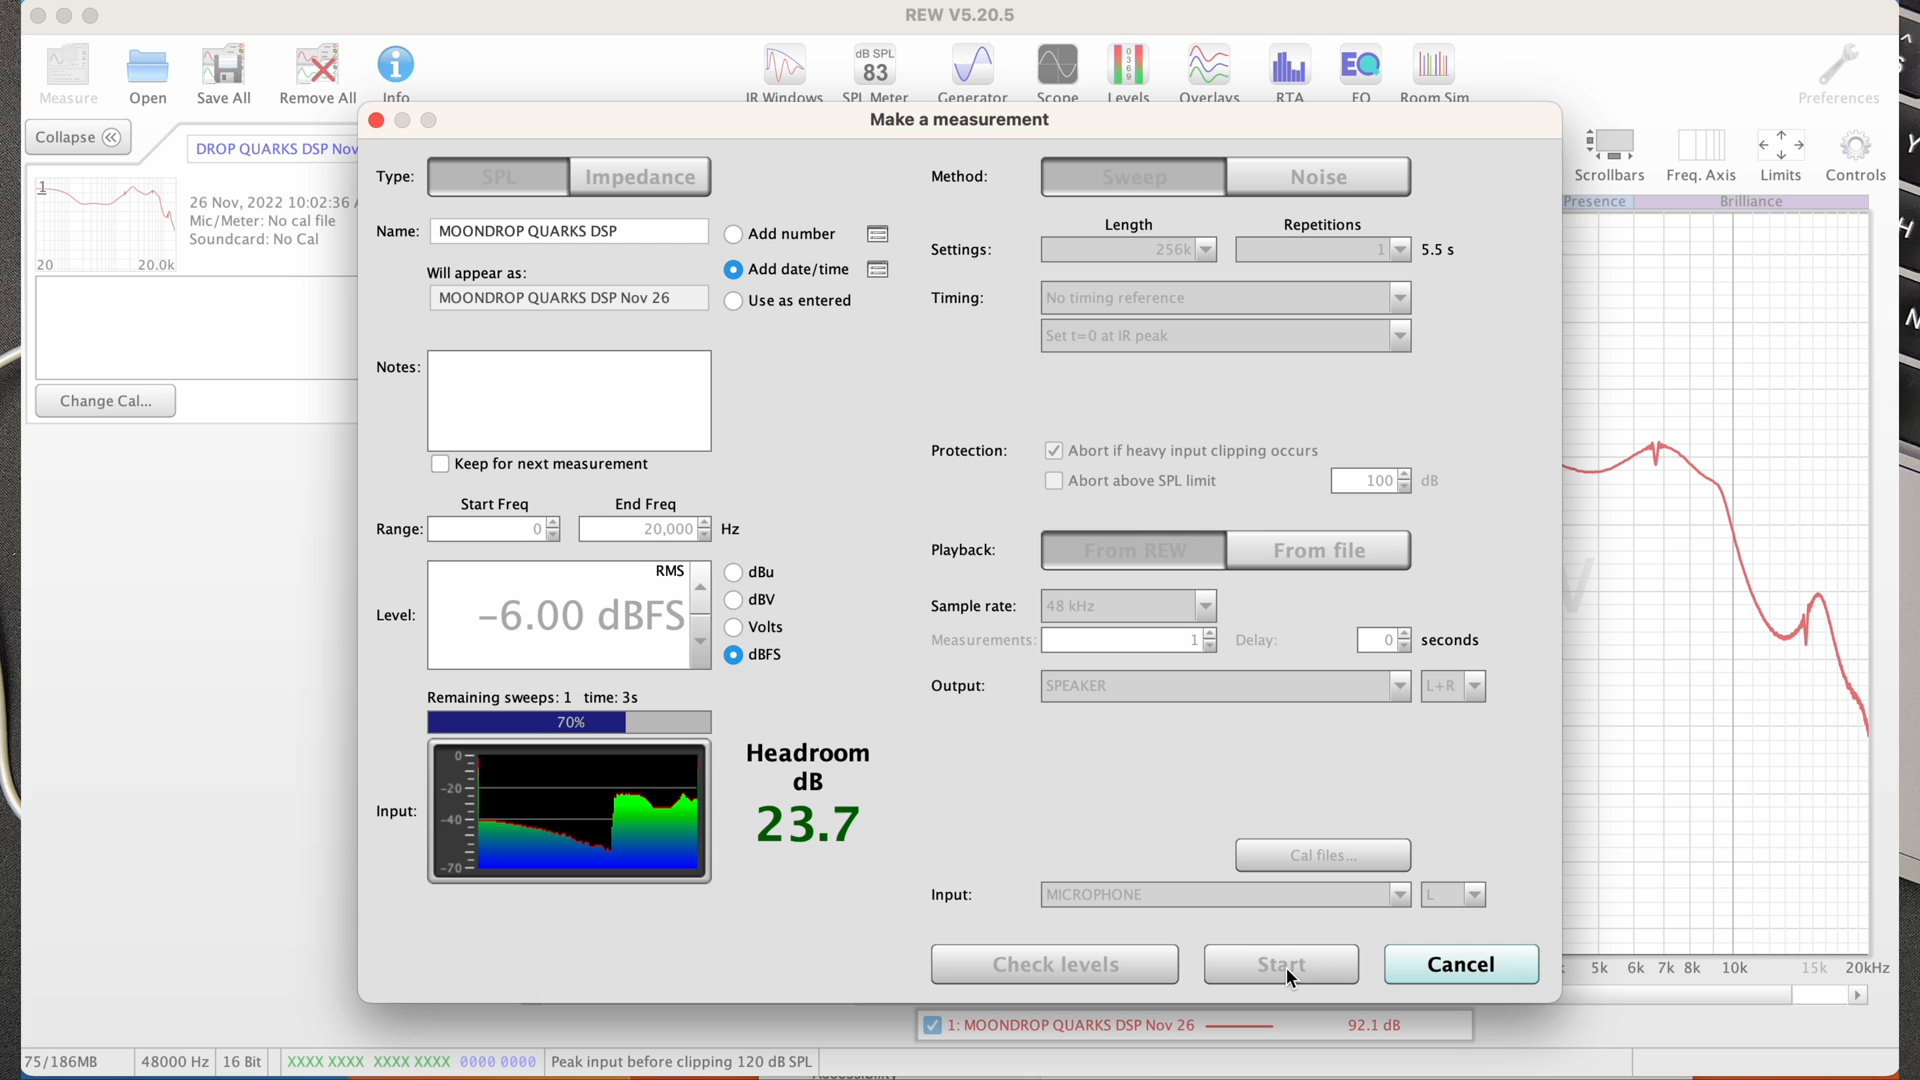 REW V5.20.5
Measure
Open
Save All
Remove All
Info
dB SPL
83
IR Windows
SPL Meter
Generator
Scope
0 3 6 9
Levels
Overlays
RTA
EQ
EQ
Room Sim
Preferences
Collapse
DROP QUARKS DSP Nov
1
20
20.0k
26 Nov, 2022 10:02:36
Mic/Meter: No cal file
Soundcard: No Cal
Change Cal...
Scrollbars
Freq. Axis
Limits
Controls
Presence
Brilliance
Make a measurement
Type:
SPL
Impedance
Name:
MOONDROP QUARKS DSP
Add number
Will appear as:
Add date/time
MOONDROP QUARKS DSP Nov 26
Use as entered
Notes:
Keep for next measurement
Start Freq
End Freq
Range:
0
20,000
Hz
Level:
RMS
-6.00 dBFS
dBu
dBV
Volts
dBFS
Remaining sweeps: 1 time: 3s
70%
Input:
0
-20
-40
-70
Headroom
dB
23.7
Method:
Sweep
Noise
Length
Repetitions
Settings:
256k
1
5.5 s
Timing:
No timing reference
Set t=0 at IR peak
Protection:
Abort if heavy input clipping occurs
Abort above SPL limit
100
dB
Playback:
From REW
From file
Sample rate:
48 kHz
Measurements:
1
Delay:
0
seconds
Output:
SPEAKER
L+R
Cal files...
Input:
MICROPHONE
L
Check levels
Start
Cancel
5k 6k 7k 8k 10k 15k 20kHz
1: MOONDROP QUARKS DSP Nov 26
92.1 dB
75/186MB
48000 Hz
16 Bit
XXXX XXXX XXXX XXXX 0000 0000
Peak input before clipping 120 dB SPL